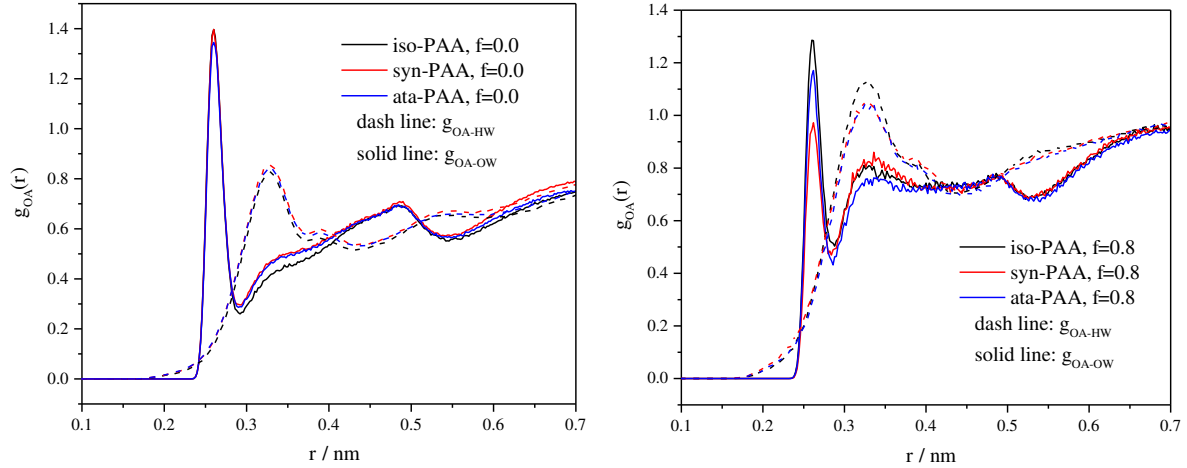 1.4
1.2
1.0
0.8
0.6
0.4
0.2
0.0
g_OA(r)
iso-PAA, f=0.0
syn-PAA, f=0.0
ata-PAA, f=0.0
dash line: g_OA-HW
solid line: g_OA-OW
0.1 0.2 0.3 0.4 0.5 0.6 0.7
r / nm
1.4
1.2
1.0
0.8
0.6
0.4
0.2
0.0
g_OA(r)
iso-PAA, f=0.8
syn-PAA, f=0.8
ata-PAA, f=0.8
dash line: g_OA-HW
solid line: g_OA-OW
0.1 0.2 0.3 0.4 0.5 0.6 0.7
r / nm